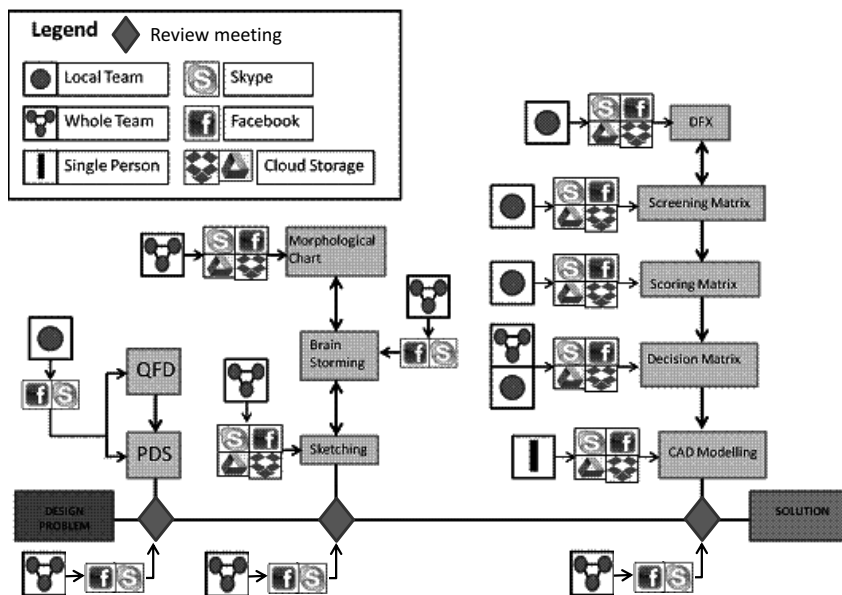 Legend
Review meeting
Local Team
Skype
Whole Team
Facebook
Single Person
Cloud Storage
DFX
Screening Matrix
Morphological
Chart
Scoring Matrix
Brain
Storming
Decision Matrix
QFD
PDS
Sketching
CAD Modelling
DESIGN
PROBLEM
SOLUTION